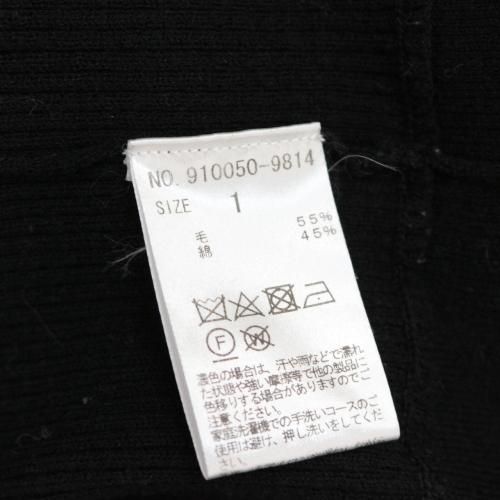 NO. 910050-9814
SIZE 1
毛 55%
綿 45%
F W
濃色の場合は、汗や雨などで濡れ
た状態や強い摩擦等で他の製品に
色移りする場合がありますのでご
注意ください。
家庭洗濯機での手洗いコースのご
使用は避け、押し洗いをしてくだ
さい。